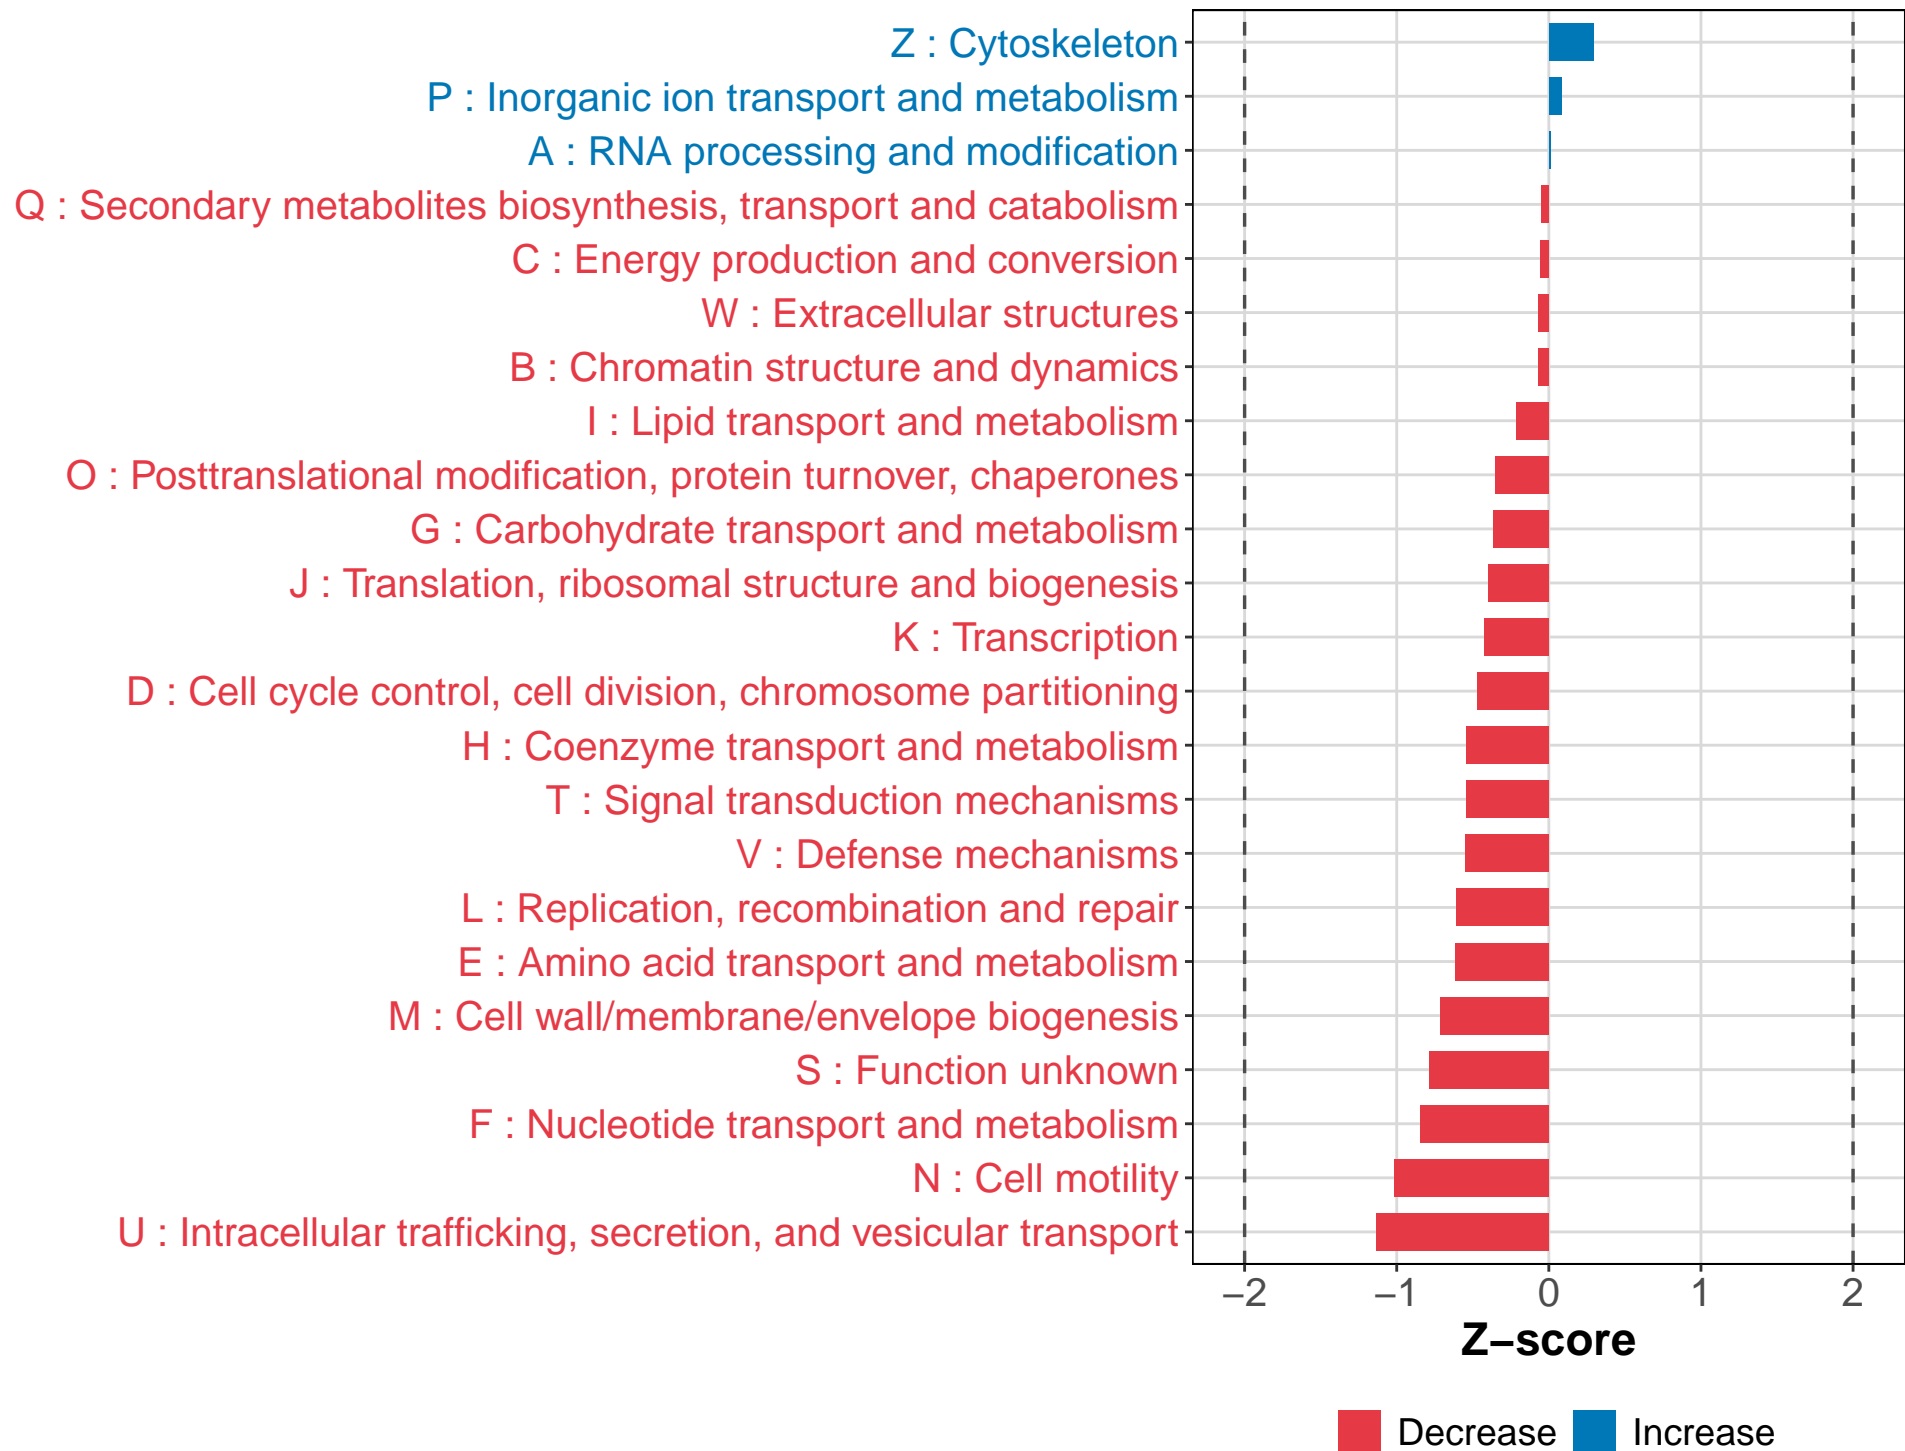 Z : Cytoskeleton
P : Inorganic ion transport and metabolism
A : RNA processing and modification
Q : Secondary metabolites biosynthesis, transport and catabolism
C : Energy production and conversion
W : Extracellular structures
B : Chromatin structure and dynamics
I : Lipid transport and metabolism
O : Posttranslational modification, protein turnover, chaperones
G : Carbohydrate transport and metabolism
J : Translation, ribosomal structure and biogenesis
K : Transcription
D : Cell cycle control, cell division, chromosome partitioning
H : Coenzyme transport and metabolism
T : Signal transduction mechanisms
V : Defense mechanisms
L : Replication, recombination and repair
E : Amino acid transport and metabolism
M : Cell wall/membrane/envelope biogenesis
S : Function unknown
F : Nucleotide transport and metabolism
N : Cell motility
U : Intracellular trafficking, secretion, and vesicular transport
−2 −1 0 1 2
Z−score
Decrease Increase